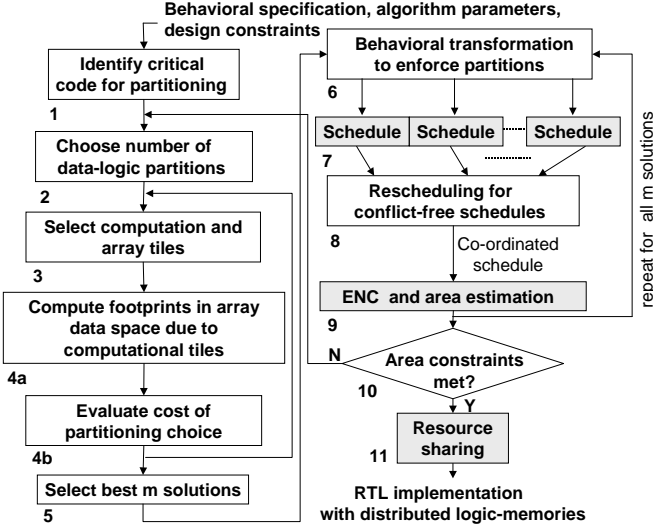 Behavioral specification, algorithm parameters,
design constraints
Identify critical
code for partitioning
1
Choose number of
data-logic partitions
2
Select computation and
array tiles
3
Compute footprints in array
data space due to
computational tiles
4a
Evaluate cost of
partitioning choice
4b
Select best m solutions
5
Behavioral transformation
to enforce partitions
6
Schedule
Schedule
Schedule
7
Rescheduling for
conflict-free schedules
8
Co-ordinated
schedule
ENC and area estimation
9
N
Area constraints
met?
10
Y
Resource
sharing
11
RTL implementation
with distributed logic-memories
repeat for all m solutions